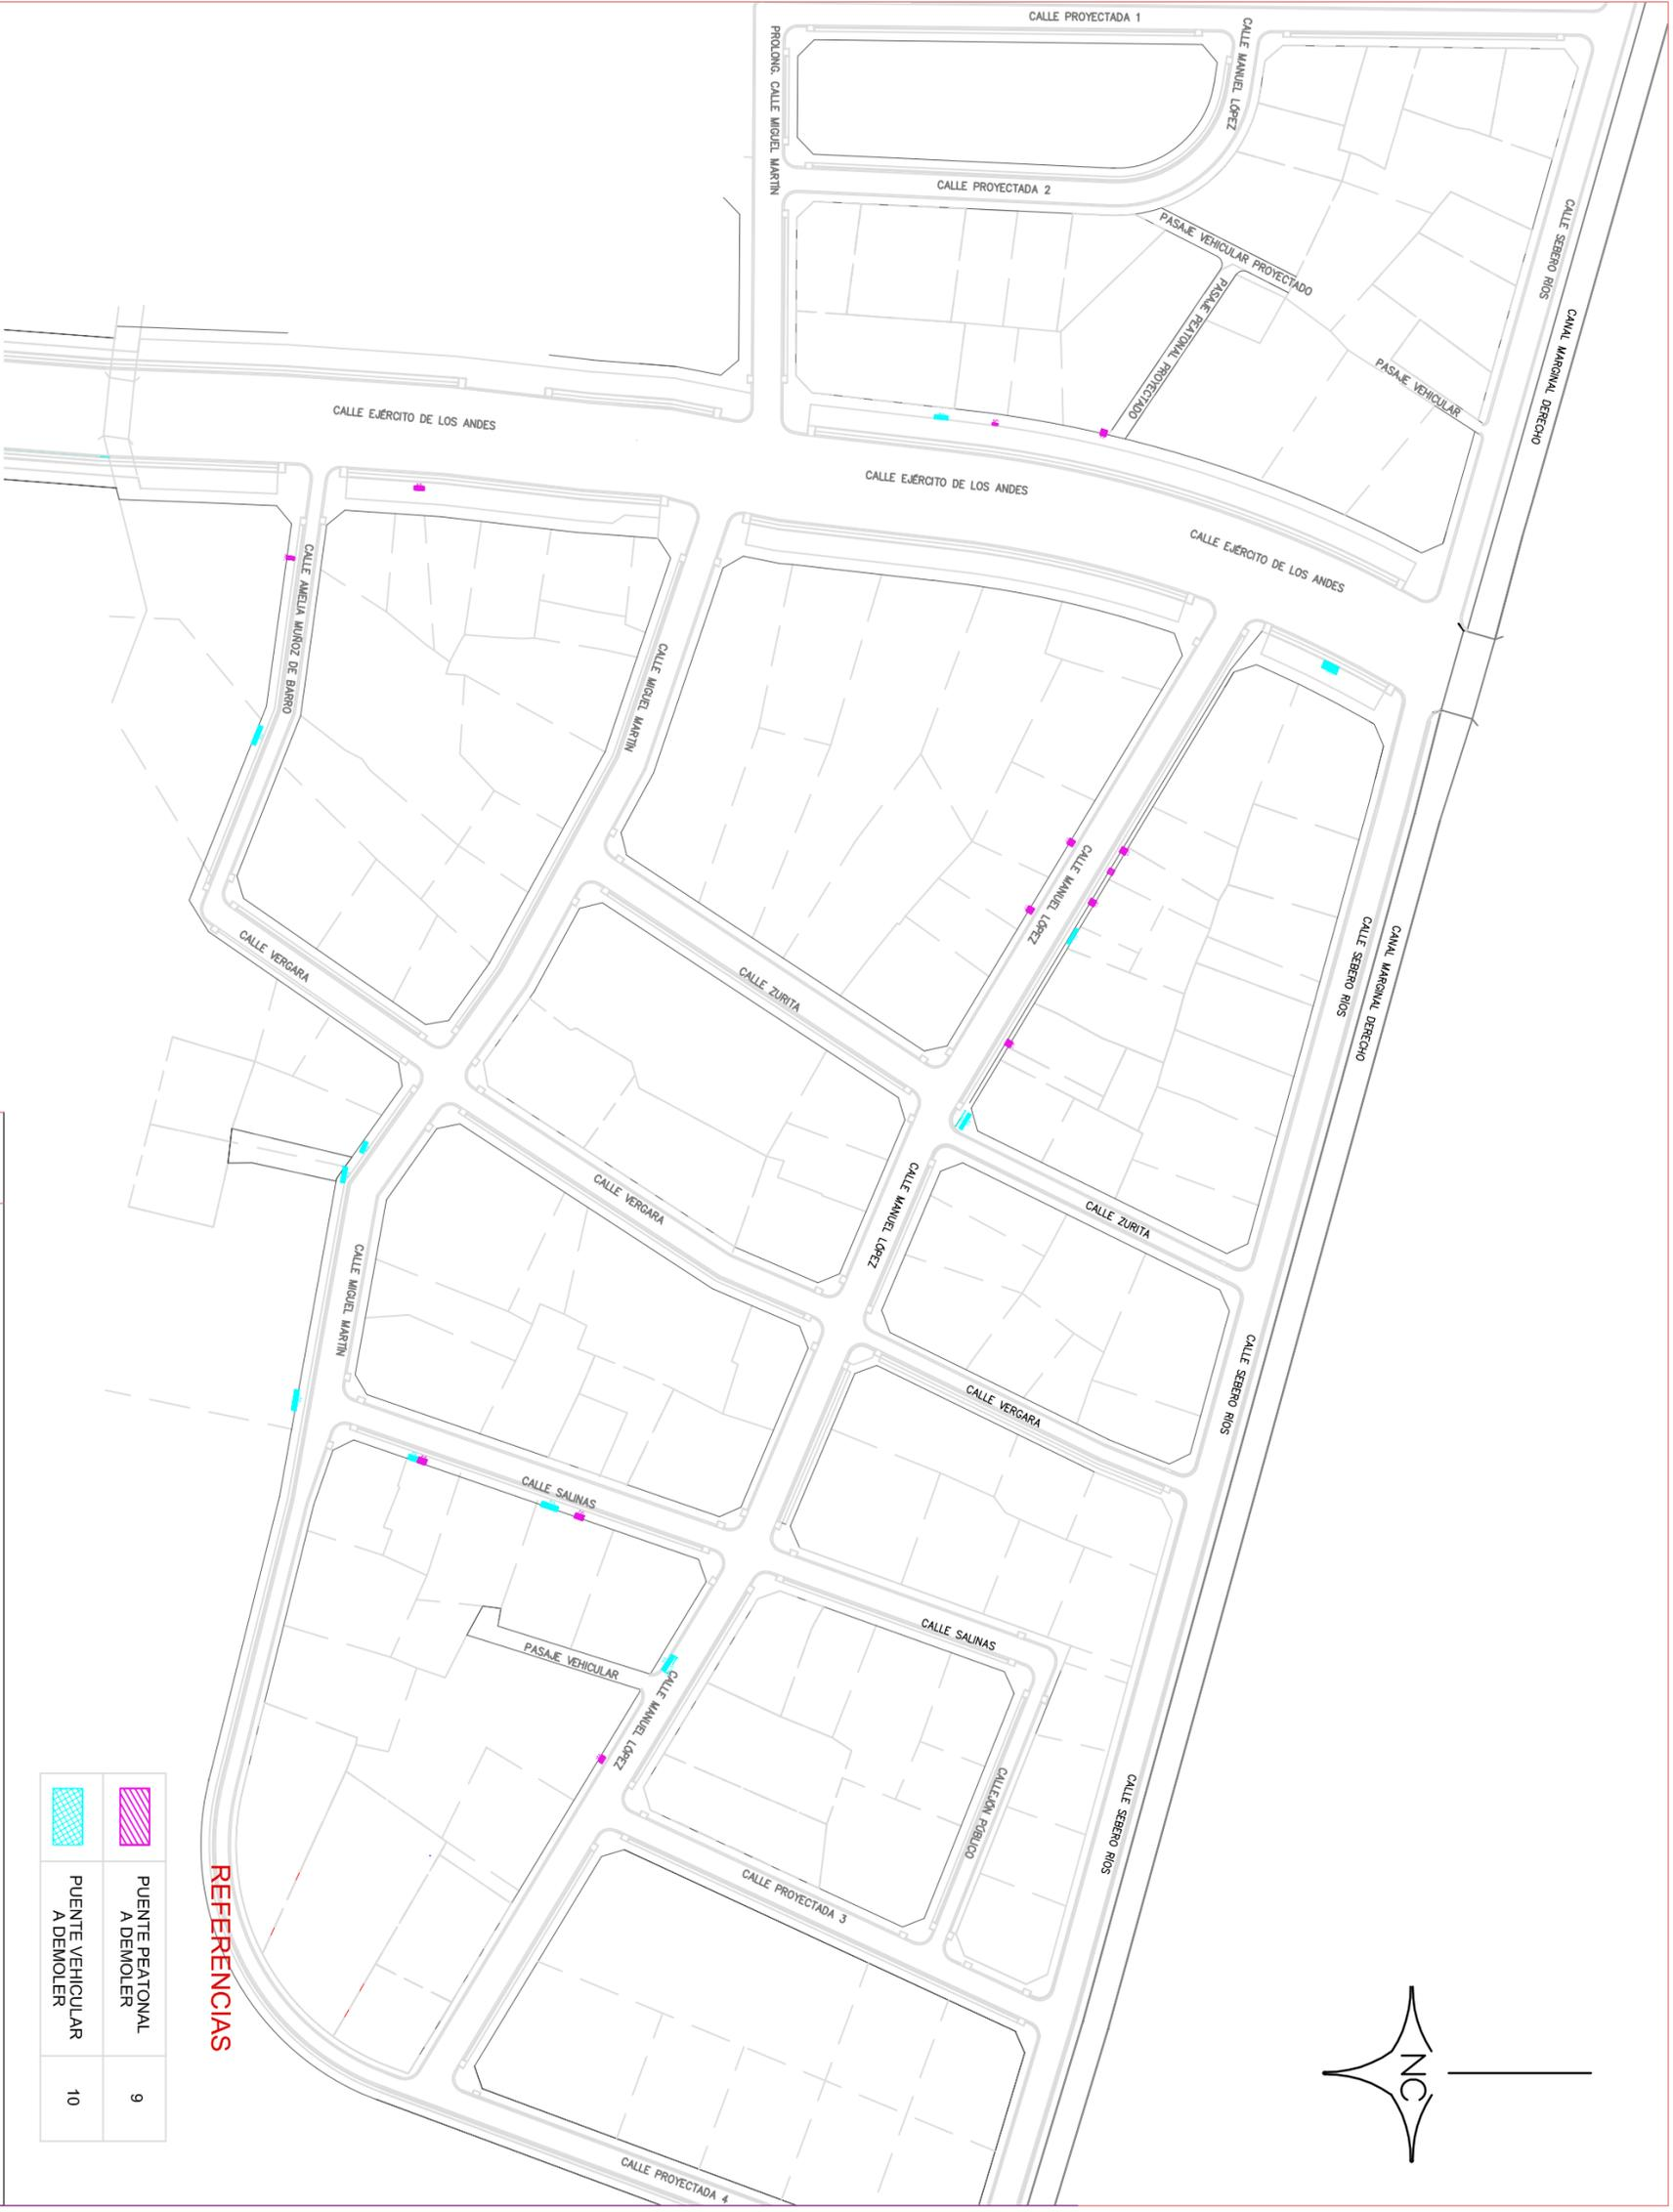 CALLE PROYECTADA 1
PROLONG. CALLE MIGUEL MARTÍN
CALLE MANUEL LÓPEZ
CALLE PROYECTADA 2
CALLE SEBERO RÍOS
PASAJE VEHICULAR PROYECTADO
PASAJE PEATONAL PROYECTADO
CANAL MARGINAL DERECHO
PASAJE VEHICULAR
CALLE EJÉRCITO DE LOS ANDES
CALLE EJÉRCITO DE LOS ANDES
CALLE EJÉRCITO DE LOS ANDES
CALLE AMELIA MUÑOZ DE BARRO
CALLE MIGUEL MARTÍN
CALLE MANUEL LÓPEZ
CALLE SEBERO RÍOS
CANAL MARGINAL DERECHO
CALLE VERGARA
CALLE ZURITA
CALLE VERGARA
CALLE MANUEL LÓPEZ
CALLE ZURITA
CALLE MIGUEL MARTÍN
CALLE SEBERO RÍOS
CALLE VERGARA
CALLE SALINAS
CALLE SALINAS
PASAJE VEHICULAR
CALLE MANUEL LÓPEZ
CALLEJÓN PÚBLICO
CALLE SEBERO RÍOS
CALLE PROYECTADA 3
CALLE PROYECTADA 4
NC
REFERENCIAS
PUENTE PEATONAL
A DEMOLER
9
PUENTE VEHICULAR
A DEMOLER
10